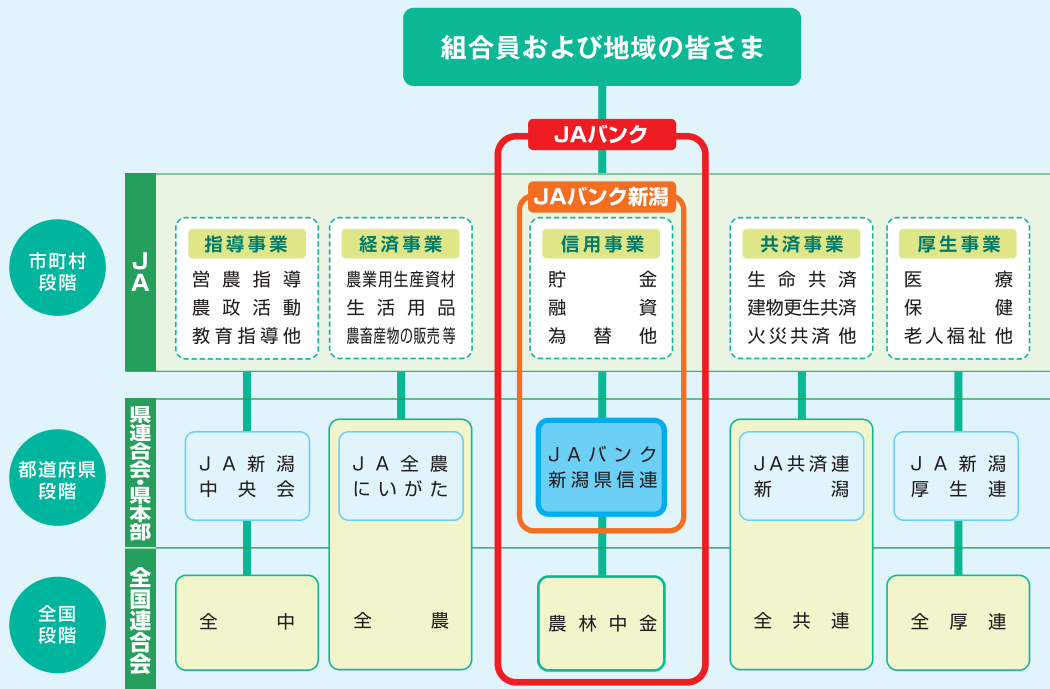 組合員および地域の皆さま
JAバンク
JAバンク新潟
市町村
段階
JA
指導事業
営農指導
農政活動
教育指導他
経済事業
農業用生産資材
生活用品
農畜産物の販売等
信用事業
貯金
融資
為替他
共済事業
生命共済
建物更生共済
火災共済他
厚生事業
医療
保健
老人福祉他
都道府県
段階
県連合会・県本部
JA新潟
中央会
JA全農
にいがた
JAバンク
新潟県信連
JA共済連
新潟
JA新潟
厚生連
全国
段階
全国連合会
全中
全農
農林中金
全共連
全厚連